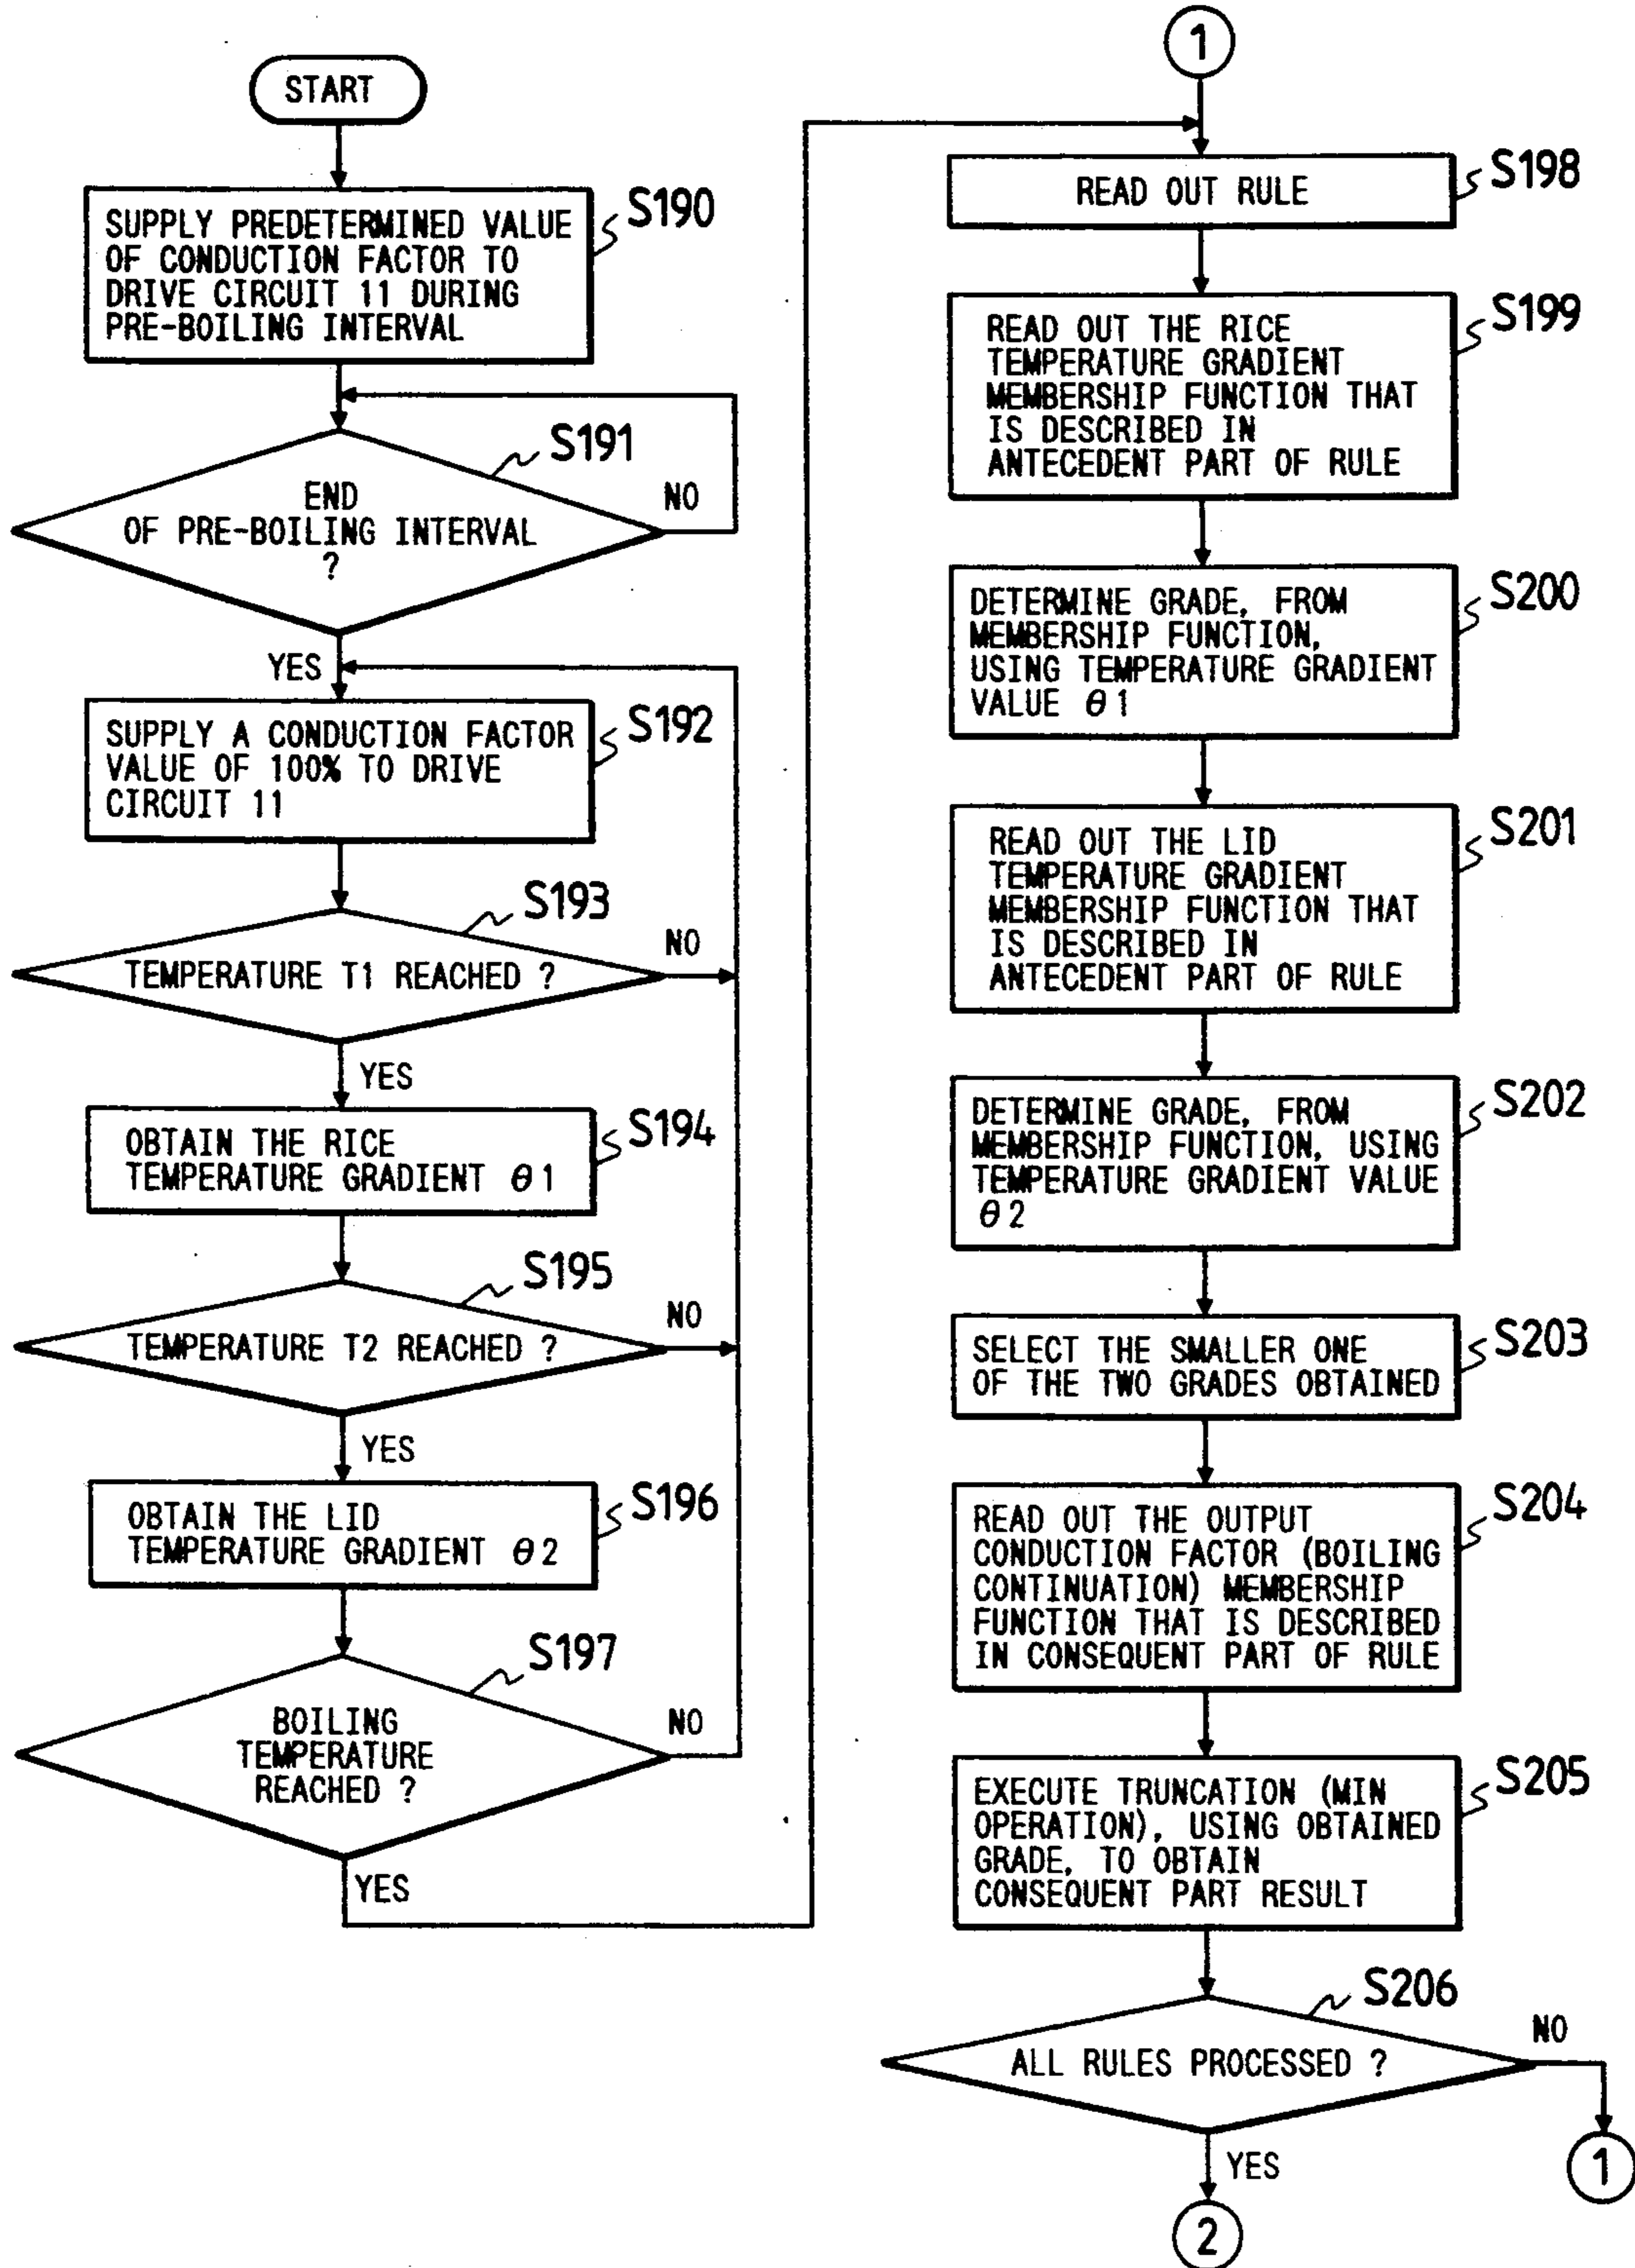 START
SUPPLY PREDETERMINED VALUE
OF CONDUCTION FACTOR TO
DRIVE CIRCUIT 11 DURING
PRE-BOILING INTERVAL
S190
END
OF PRE-BOILING INTERVAL
?
S191
NO
YES
SUPPLY A CONDUCTION FACTOR
VALUE OF 100% TO DRIVE
CIRCUIT 11
S192
TEMPERATURE T1 REACHED ?
S193
NO
YES
OBTAIN THE RICE
TEMPERATURE GRADIENT θ1
S194
TEMPERATURE T2 REACHED ?
S195
NO
YES
OBTAIN THE LID
TEMPERATURE GRADIENT θ2
S196
BOILING
TEMPERATURE
REACHED ?
S197
NO
YES
1
READ OUT RULE
S198
READ OUT THE RICE
TEMPERATURE GRADIENT
MEMBERSHIP FUNCTION THAT
IS DESCRIBED IN
ANTECEDENT PART OF RULE
S199
DETERMINE GRADE, FROM
MEMBERSHIP FUNCTION,
USING TEMPERATURE GRADIENT
VALUE θ1
S200
READ OUT THE LID
TEMPERATURE GRADIENT
MEMBERSHIP FUNCTION THAT
IS DESCRIBED IN
ANTECEDENT PART OF RULE
S201
DETERMINE GRADE, FROM
MEMBERSHIP FUNCTION, USING
TEMPERATURE GRADIENT VALUE
θ2
S202
SELECT THE SMALLER ONE
OF THE TWO GRADES OBTAINED
S203
READ OUT THE OUTPUT
CONDUCTION FACTOR (BOILING
CONTINUATION) MEMBERSHIP
FUNCTION THAT IS DESCRIBED
IN CONSEQUENT PART OF RULE
S204
EXECUTE TRUNCATION (MIN
OPERATION), USING OBTAINED
GRADE, TO OBTAIN
CONSEQUENT PART RESULT
S205
ALL RULES PROCESSED ?
S206
NO
1
YES
2